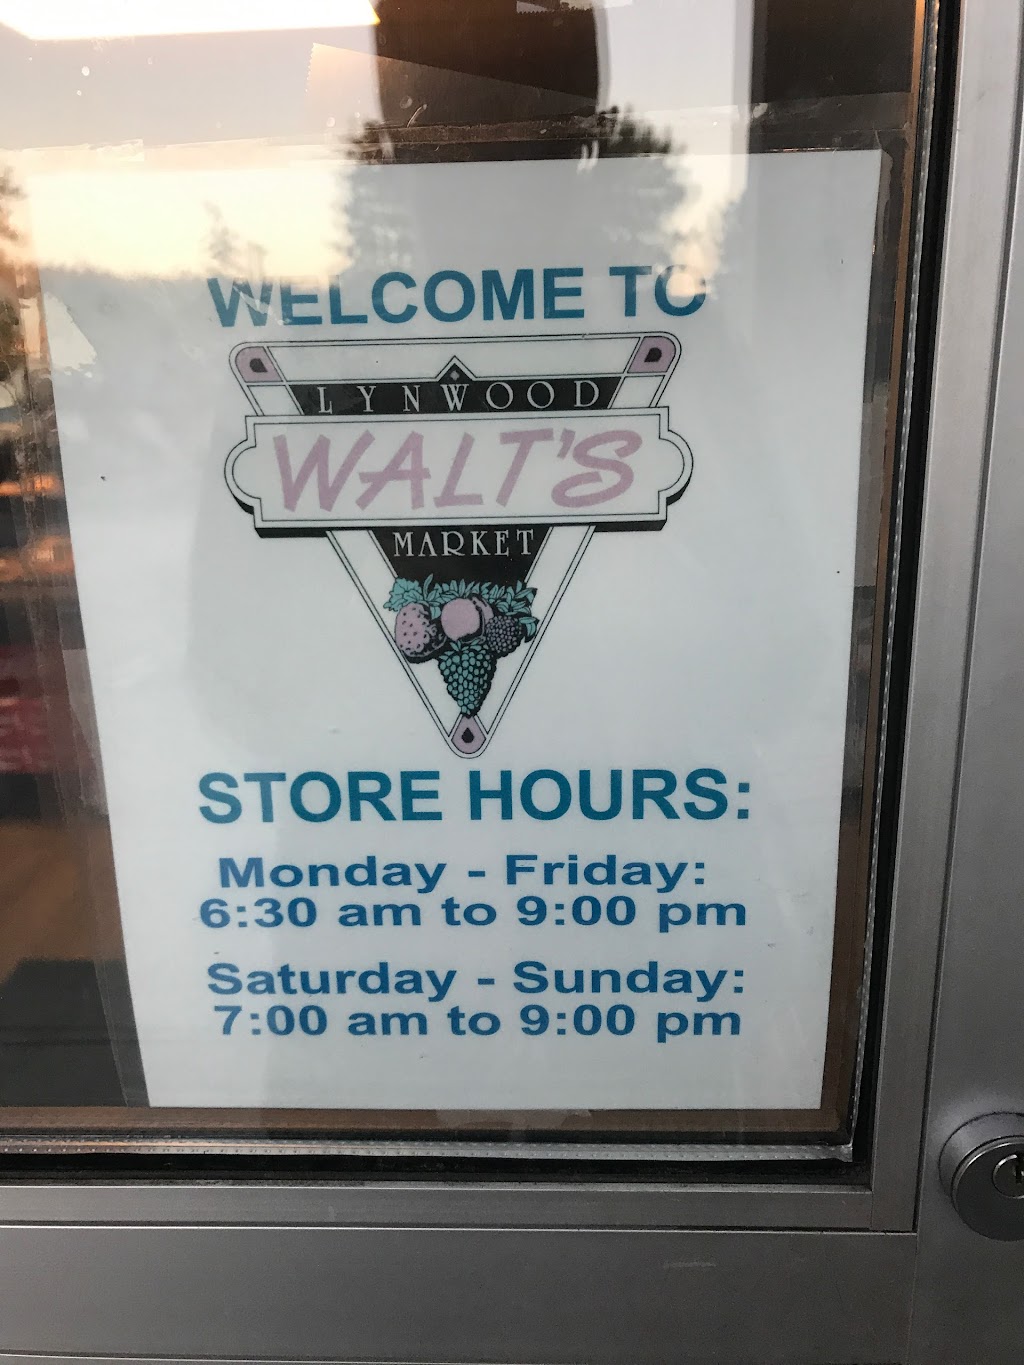 WELCOME TO
LYNWOOD
WALT'S
MARKET
STORE HOURS:
Monday - Friday:
6:30 am to 9:00 pm
Saturday - Sunday:
7:00 am to 9:00 pm